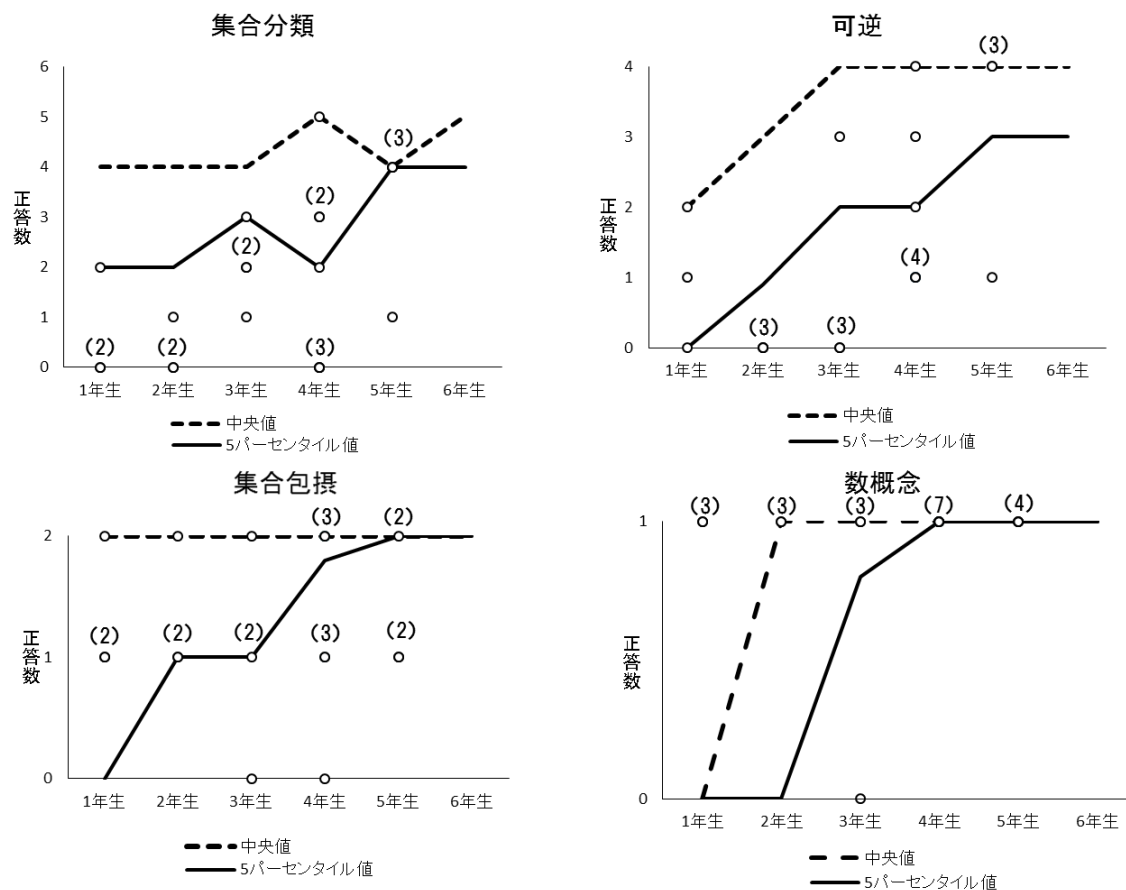 集合分類
6
5
4
3
2
1
0
正答数
(3)
(2)
(2)
(2)
(2)
(3)
1年生 2年生 3年生 4年生 5年生 6年生
中央値
5パーセンタイル値
可逆
4
3
2
1
0
正答数
(3)
(4)
(3)
(3)
1年生 2年生 3年生 4年生 5年生 6年生
中央値
5パーセンタイル値
集合包摂
2
1
0
正答数
(3)
(2)
(2)
(2)
(2)
(3)
(2)
1年生 2年生 3年生 4年生 5年生 6年生
中央値
5パーセンタイル値
数概念
1
0
正答数
(3)
(3)
(3)
(7)
(4)
1年生 2年生 3年生 4年生 5年生 6年生
中央値
5パーセンタイル値